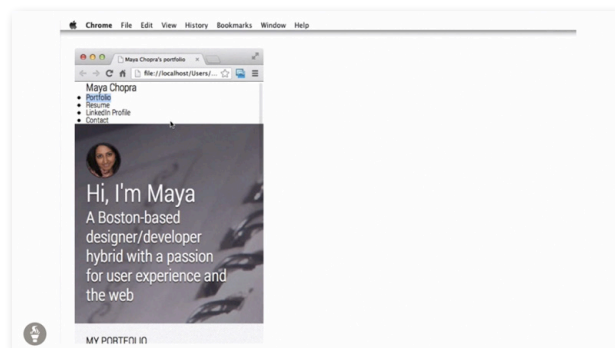 Chrome File Edit View History Bookmarks Window Help
Maya Chopra's portfolio
file://localhost/Users/...
Maya Chopra
Portfolio
Resume
LinkedIn Profile
Contact
Hi, I'm Maya
A Boston-based
designer/developer
hybrid with a passion
for user experience and
the web
MY PORTFOLIO